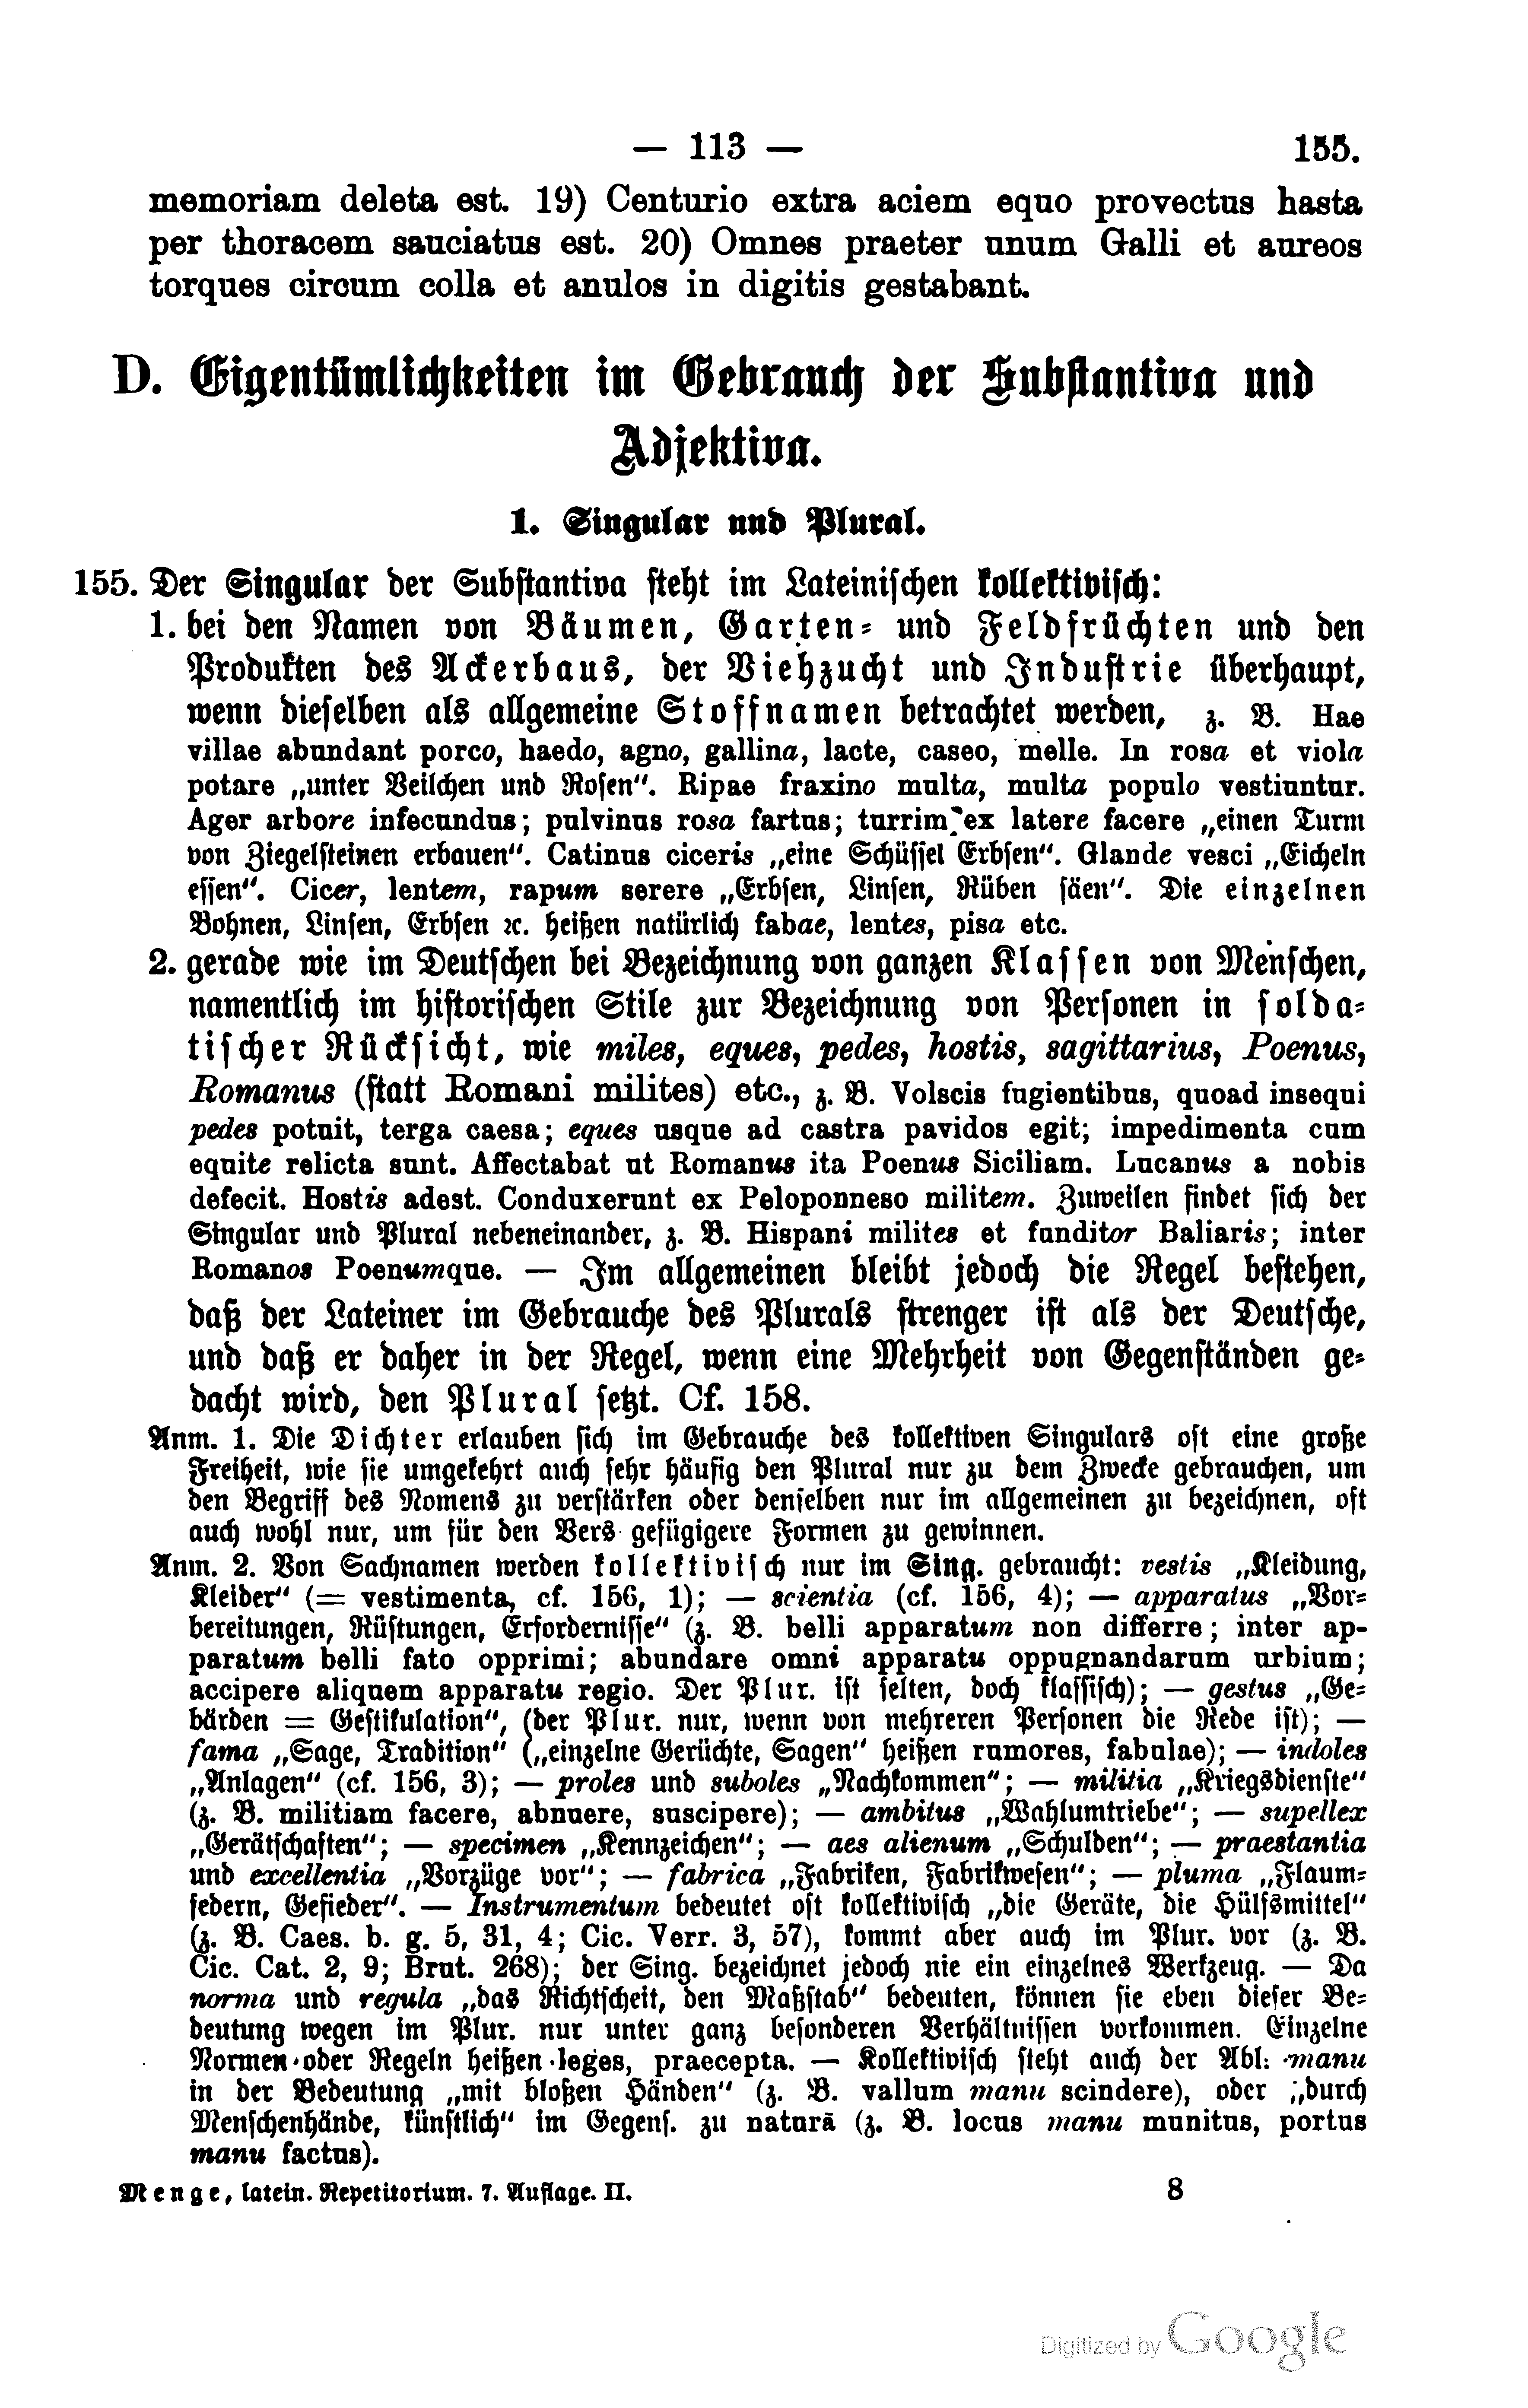 — 113 — 155.
memoriam deleta est. 19) Centurio extra aciem equo provectus hasta
per thoracem sauciatus est. 20) Omnes praeter unum Galli et aureos
torques circum colla et anulos in digitis gestabant.
D. Eigentümlichkeiten im Gebrauch der Substantiva und
Adjektiva.
1. Singular und Plural.
155. Der Singular der Substantiva steht im Lateinischen kollektivisch:
1. bei den Namen von Bäumen, Garten- und Feldfrüchten und den
Produkten des Ackerbaus, der Viehzucht und Industrie überhaupt,
wenn dieselben als allgemeine Stoffnamen betrachtet werden, z. B. Hae
villae abundant porco, haedo, agno, gallina, lacte, caseo, melle. In rosa et viola
potare „unter Veilchen und Rosen“. Ripae fraxino multa, multa populo vestiuntur.
Ager arbore infecundus; pulvinus rosa fartus; turrim ex latere facere „einen Turm
von Ziegelsteinen erbauen“. Catinus ciceris „eine Schüssel Erbsen“. Glande vesci „Eicheln
essen“. Cicer, lentem, rapum serere „Erbsen, Linsen, Rüben säen“. Die einzelnen
Bohnen, Linsen, Erbsen ꝛc. heißen natürlich fabae, lentes, pisa etc.
2. gerade wie im Deutschen bei Bezeichnung von ganzen Klassen von Menschen,
namentlich im historischen Stile zur Bezeichnung von Personen in solda-
tischer Rücksicht, wie miles, eques, pedes, hostis, sagittarius, Poenus,
Romanus (statt Romani milites) etc., z. B. Volscis fugientibus, quoad insequi
pedes potuit, terga caesa; eques usque ad castra pavidos egit; impedimenta cum
equite relicta sunt. Affectabat ut Romanus ita Poenus Siciliam. Lucanus a nobis
defecit. Hostis adest. Conduxerunt ex Peloponneso militem. Zuweilen findet sich der
Singular und Plural nebeneinander, z. B. Hispani milites et funditor Baliaris; inter
Romanos Poenumque. — Im allgemeinen bleibt jedoch die Regel bestehen,
daß der Lateiner im Gebrauche des Plurals strenger ist als der Deutsche,
und daß er daher in der Regel, wenn eine Mehrheit von Gegenständen ge-
dacht wird, den Plural setzt. Cf. 158.
Anm. 1. Die Dichter erlauben sich im Gebrauche des kollektiven Singulars oft eine große
Freiheit, wie sie umgekehrt auch sehr häufig den Plural nur zu dem Zwecke gebrauchen, um
den Begriff des Nomens zu verstärken oder denselben nur im allgemeinen zu bezeichnen, oft
auch wohl nur, um für den Vers gefügigere Formen zu gewinnen.
Anm. 2. Von Sachnamen werden kollektivisch nur im Sing. gebraucht: vestis „Kleidung,
Kleider“ (= vestimenta, cf. 156, 1); — scientia (cf. 156, 4); — apparatus „Vor-
bereitungen, Rüstungen, Erfordernisse“ (z. B. belli apparatum non differre; inter ap-
paratum belli fato opprimi; abundare omni apparatu oppugnandarum urbium;
accipere aliquem apparatu regio. Der Plur. ist selten, doch klassisch); — gestus „Ge-
bärden = Gestikulation“, (der Plur. nur, wenn von mehreren Personen die Rede ist); —
fama „Sage, Tradition“ („einzelne Gerüchte, Sagen“ heißen rumores, fabulae); — indoles
„Anlagen“ (cf. 156, 3); — proles und suboles „Nachkommen“; — militia „Kriegsdienste“
(z. B. militiam facere, abnuere, suscipere); — ambitus „Wahlumtriebe“; — supellex
„Gerätschaften“; — specimen „Kennzeichen“; — aes alienum „Schulden“; — praestantia
und excellentia „Vorzüge vor“; — fabrica „Fabriken, Fabrikwesen“; — pluma „Flaum-
federn, Gefieder“. — Instrumentum bedeutet oft kollektivisch „die Geräte, die Hülfsmittel“
(z. B. Caes. b. g. 5, 31, 4; Cic. Verr. 3, 57), kommt aber auch im Plur. vor (z. B.
Cic. Cat. 2, 9; Brut. 268); der Sing. bezeichnet jedoch nie ein einzelnes Werkzeug. — Da
norma und regula „das Richtscheit, den Maßstab“ bedeuten, können sie eben dieser Be-
deutung wegen im Plur. nur unter ganz besonderen Verhältnissen vorkommen. Einzelne
Normen oder Regeln heißen leges, praecepta. — Kollektivisch steht auch der Abl. manu
in der Bedeutung „mit bloßen Händen“ (z. B. vallum manu scindere), oder „durch
Menschenhände, künstlich“ im Gegens. zu naturā (z. B. locus manu munitus, portus
manu factus).
Menge, latein. Repetitorium. 7. Auflage. II. 8
Digitized by Google